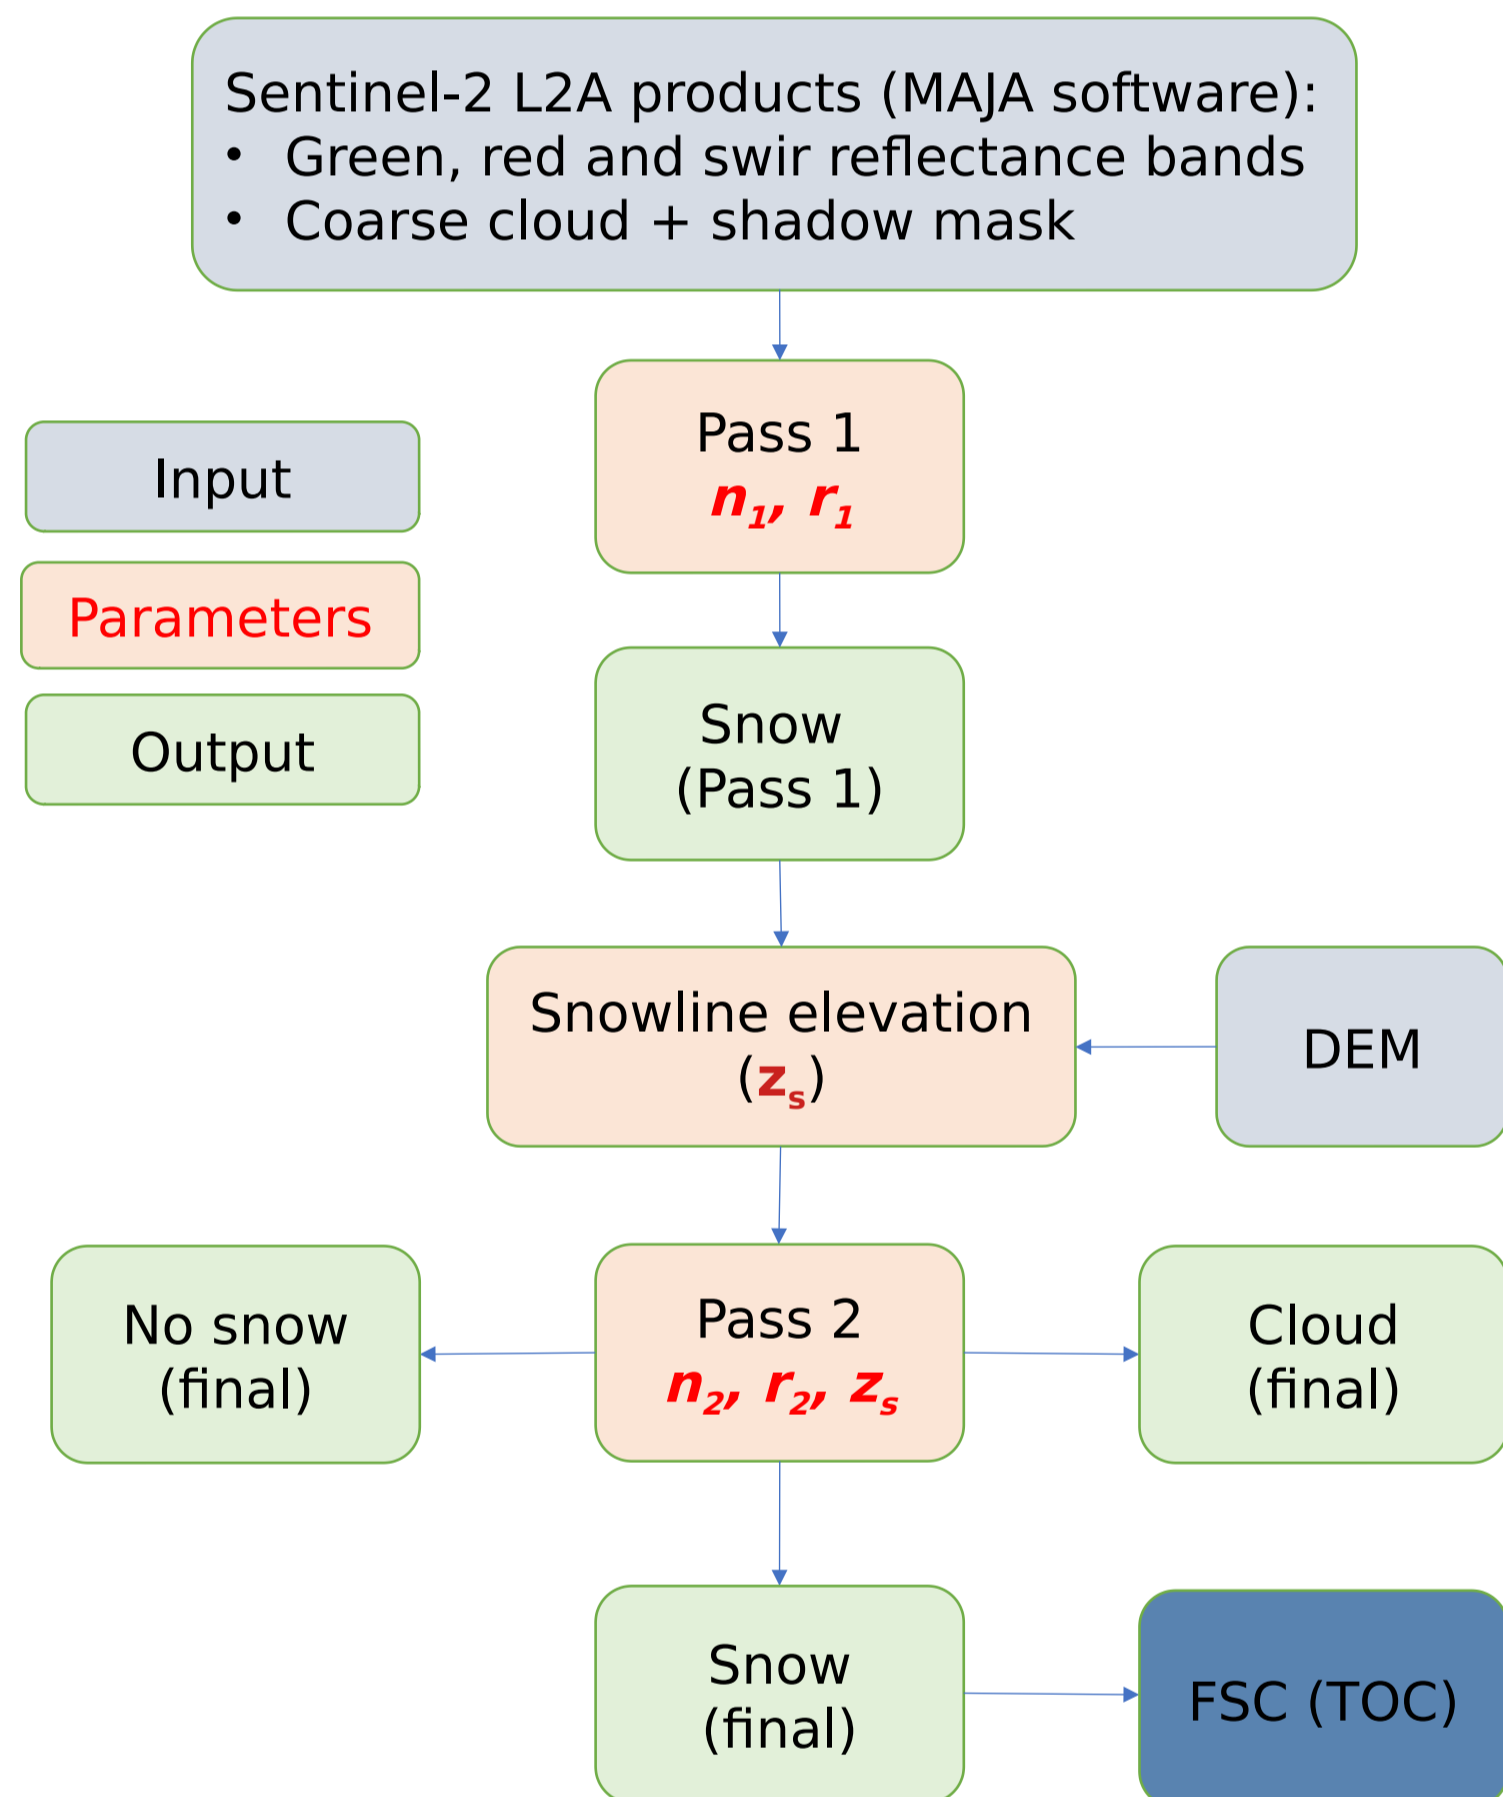 Sentinel-2 L2A products (MAJA software):
• Green, red and swir reflectance bands
• Coarse cloud + shadow mask
Pass 1
n1, r1
Input
Parameters
Output
Snow
(Pass 1)
Snowline elevation
(zs)
DEM
No snow
(final)
Pass 2
n2, r2, zs
Cloud
(final)
Snow
(final)
FSC (TOC)